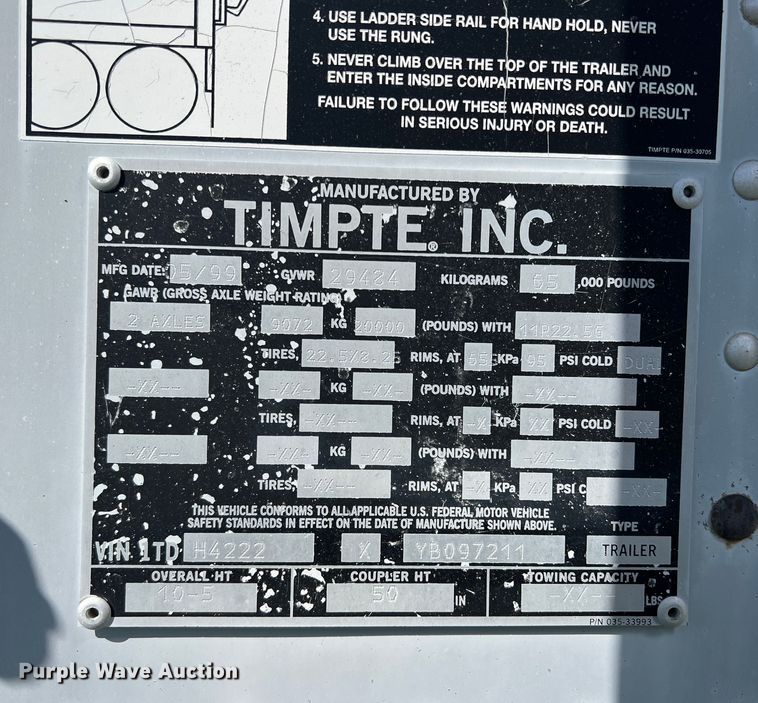 4. USE LADDER SIDE RAIL FOR HAND HOLD, NEVER
USE THE RUNG.
5. NEVER CLIMB OVER THE TOP OF THE TRAILER AND
ENTER THE INSIDE COMPARTMENTS FOR ANY REASON.
FAILURE TO FOLLOW THESE WARNINGS COULD RESULT
IN SERIOUS INJURY OR DEATH.
TIMPTE P/N 035-30705
MANUFACTURED BY
TIMPTE® INC.
MFG DATE: 05/99 GVWR 29484 KILOGRAMS 65 ,000 POUNDS
GAWR (GROSS AXLE WEIGHT RATING)
2 AXLES 9072 KG 20000 (POUNDS) WITH
TIRES, 22.5X8.25 RIMS, AT KPa 95 PSI COLD DUA
-XX-- -XX- KG -XX-- (POUNDS) WITH -XX--
TIRES, -XX-- RIMS, AT -X KPa XX PSI COLD -XX-
-XX-- -XX- KG -XX- (POUNDS) WITH -XX--
TIRES, -XX-- RIMS, AT -X KPa XX PSI C -XX-
THIS VEHICLE CONFORMS TO ALL APPLICABLE U.S. FEDERAL MOTOR VEHICLE
SAFETY STANDARDS IN EFFECT ON THE DATE OF MANUFACTURE SHOWN ABOVE. TYPE
VIN 1TD H4222 X YB097211 TRAILER
OVERALL HT COUPLER HT TOWING CAPACITY
10-5 50 IN -XX-- LBS
P/N 035-33993
Purple Wave Auction